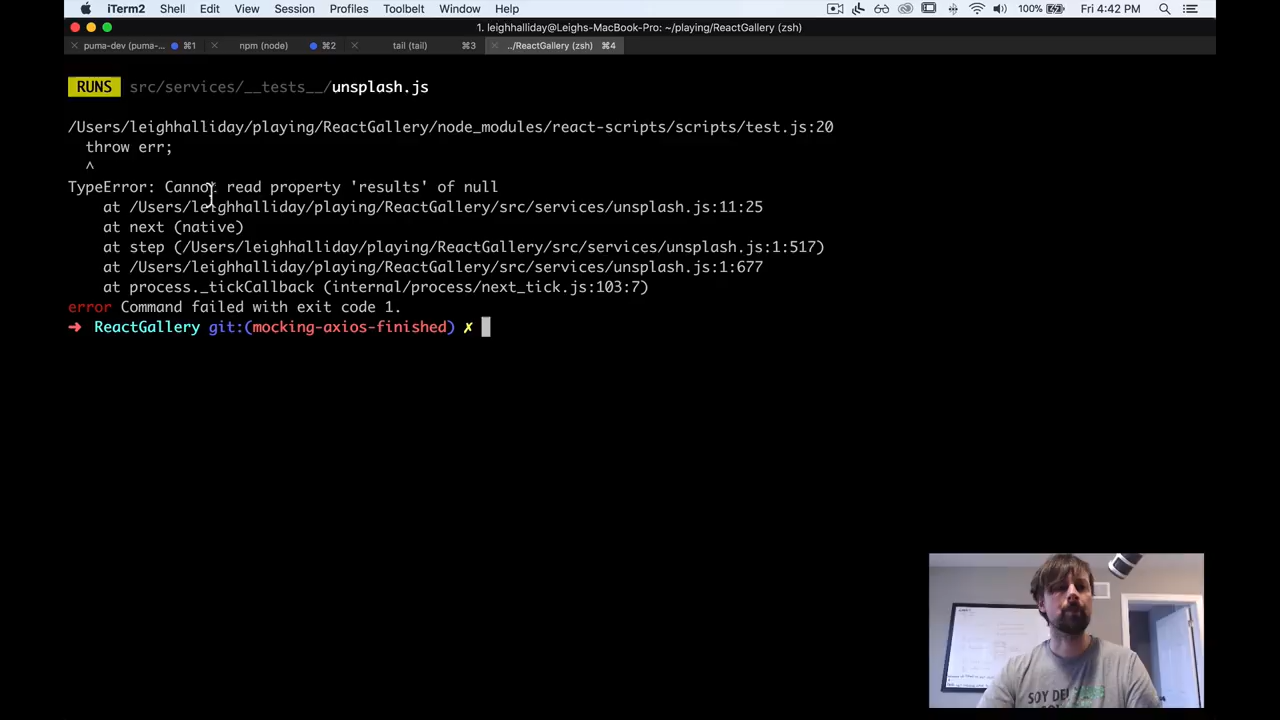 iTerm2 Shell Edit View Session Profiles Toolbelt Window Help 100% Fri 4:42 PM
1. leighhalliday@Leighs-MacBook-Pro: ~/playing/ReactGallery (zsh)
puma-dev (puma-... ⌘1 npm (node) ⌘2 tail (tail) ⌘3 ../ReactGallery (zsh) ⌘4
RUNS src/services/__tests__/unsplash.js
/Users/leighhalliday/playing/ReactGallery/node_modules/react-scripts/scripts/test.js:20
throw err;
^
TypeError: Cannot read property 'results' of null
at /Users/leighhalliday/playing/ReactGallery/src/services/unsplash.js:11:25
at next (native)
at step (/Users/leighhalliday/playing/ReactGallery/src/services/unsplash.js:1:517)
at /Users/leighhalliday/playing/ReactGallery/src/services/unsplash.js:1:677
at process._tickCallback (internal/process/next_tick.js:103:7)
error Command failed with exit code 1.
➜ ReactGallery git:(mocking-axios-finished) ✗
SOY DEL